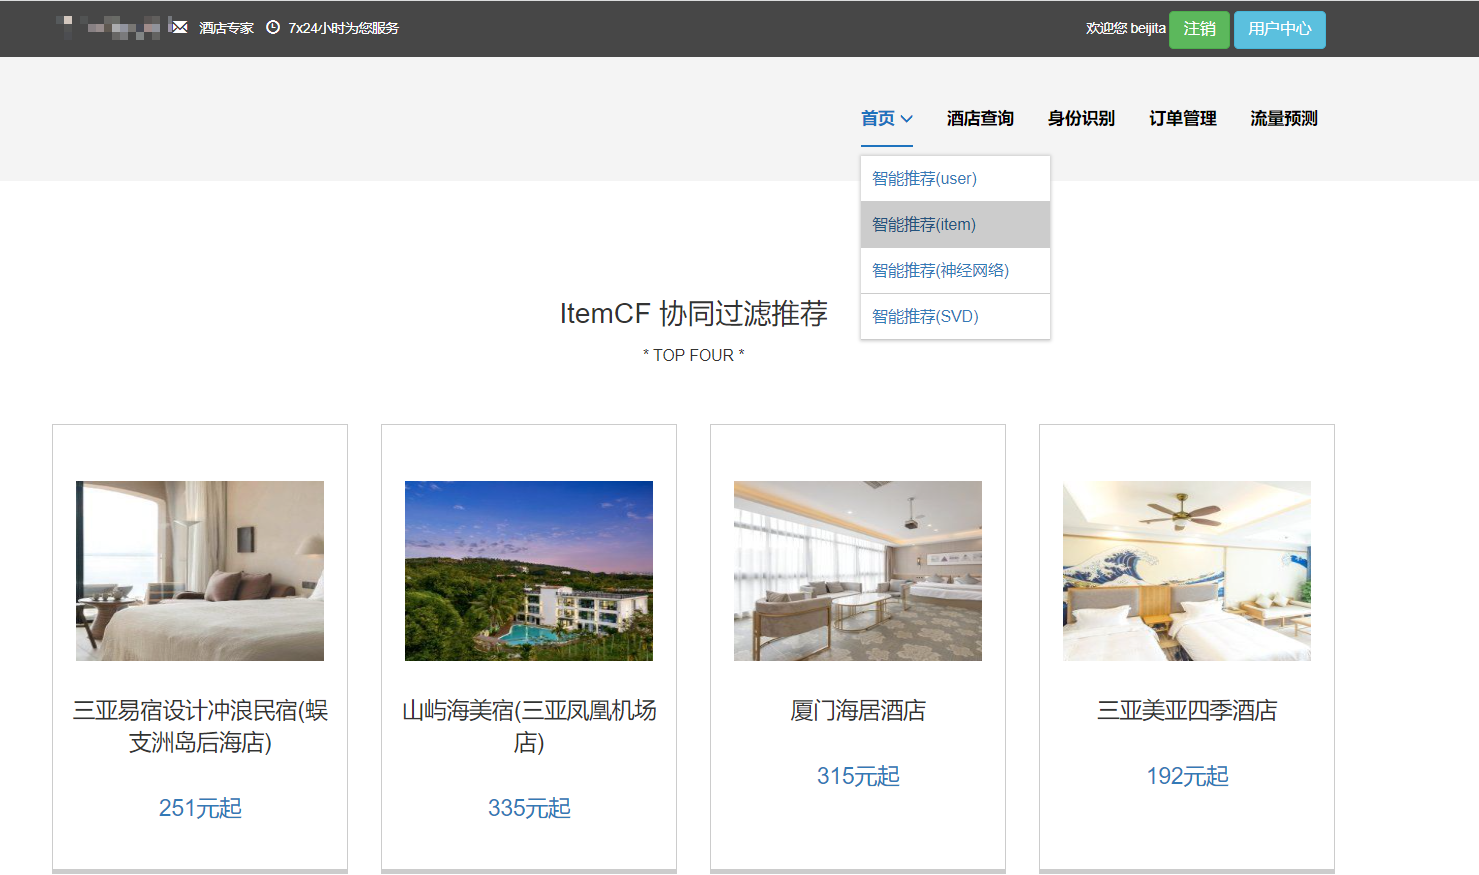 酒店专家 7x24小时为您服务 欢迎您 beijita 注销 用户中心
首页 酒店查询 身份识别 订单管理 流量预测
智能推荐(user)
智能推荐(item)
智能推荐(神经网络)
智能推荐(SVD)
ItemCF 协同过滤推荐
* TOP FOUR *
三亚易宿设计冲浪民宿(蜈
支洲岛后海店)
251元起
山屿海美宿(三亚凤凰机场
店)
335元起
厦门海居酒店
315元起
三亚美亚四季酒店
192元起